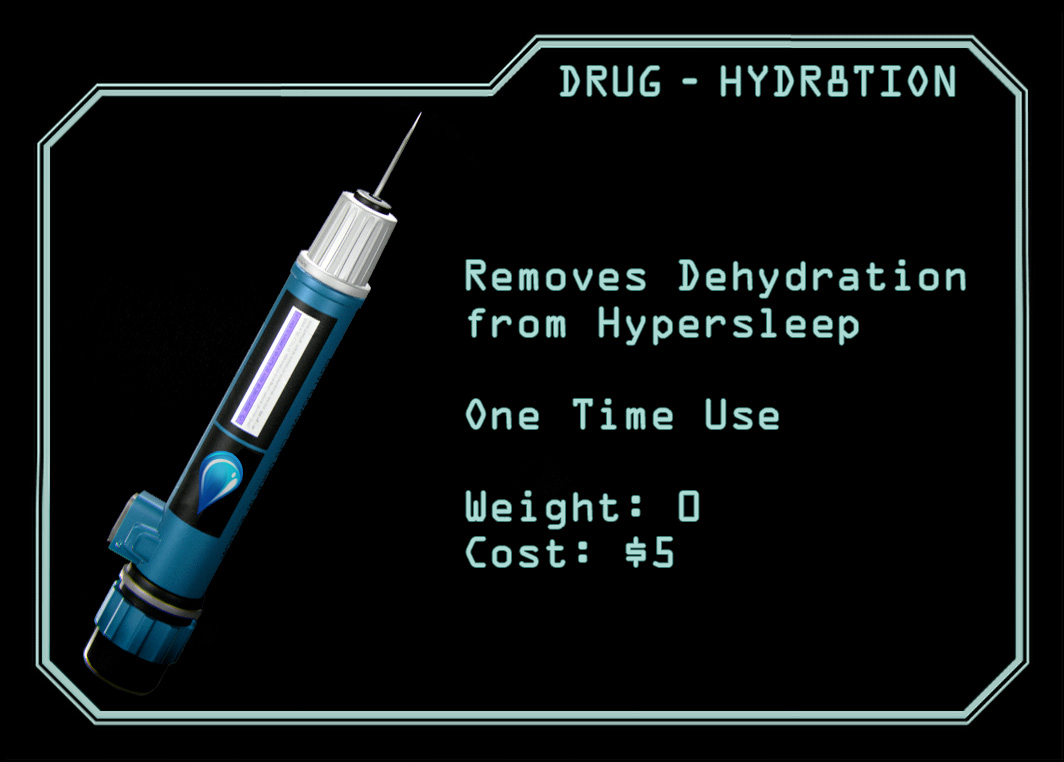 DRUG - HYDR8TION
Removes Dehydration
from Hypersleep
One Time Use
Weight: 0
Cost: $5